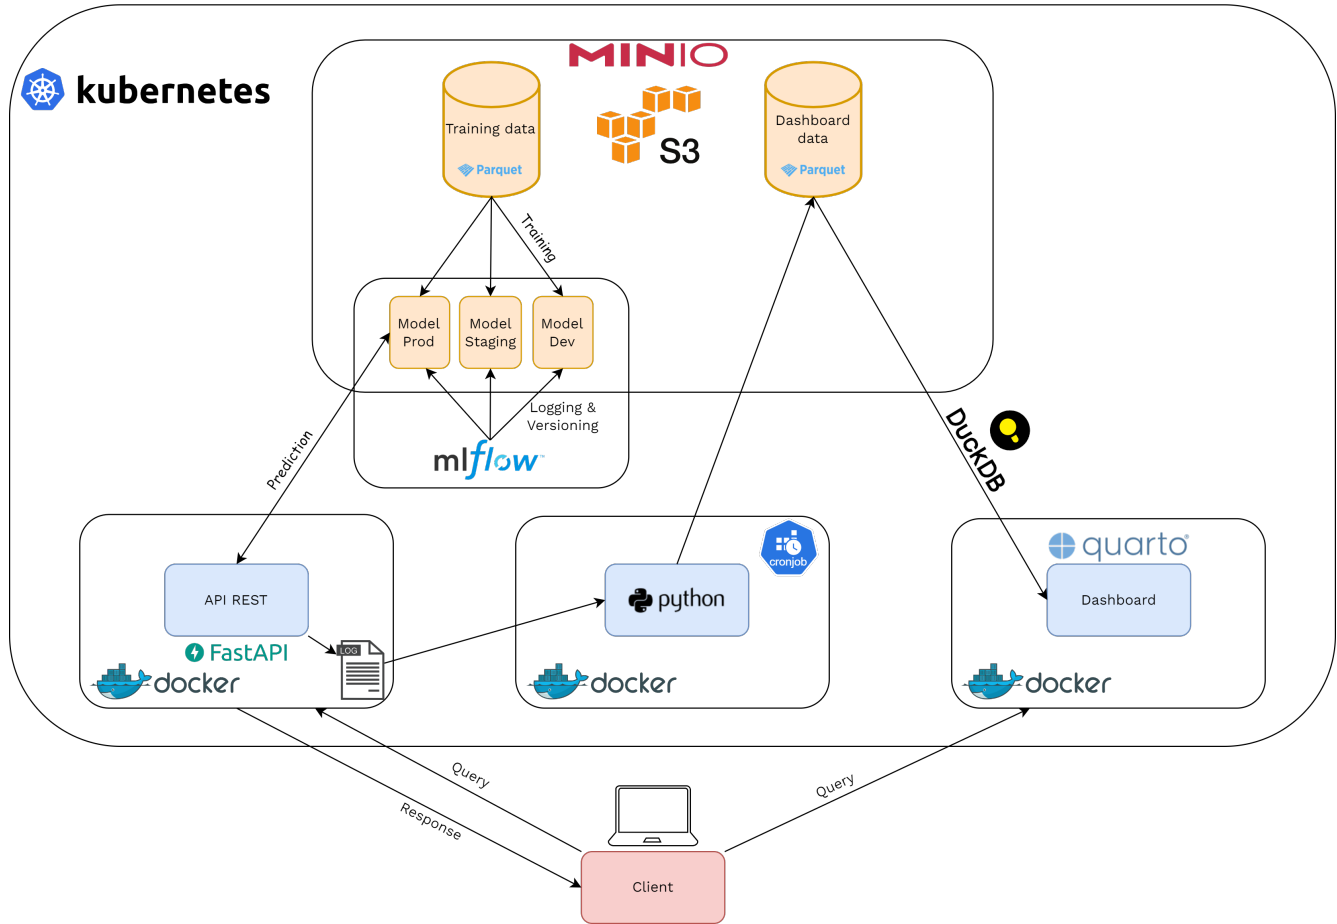 MINIO
kubernetes
S3
Training data
Parquet
Dashboard
data
Parquet
Training
Model
Prod
Model
Staging
Model
Dev
Logging &
Versioning
mlflow™
Prediction
DuckDB
API REST
FastAPI
LOG
docker
python
cronjob
docker
quarto®
Dashboard
docker
Query
Response
Query
Client